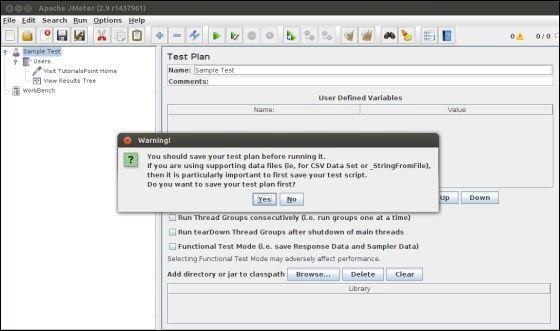 Apache JMeter (2.9 r1437961)
File Edit Search Run Options Help
0 0 / 0
Sample Test
Users
Visit TutorialsPoint Home
View Results Tree
WorkBench
Test Plan
Name: Sample Test
Comments:
User Defined Variables
Name: Value
Warning!
You should save your test plan before running it.
If you are using supporting data files (ie, for CSV Data Set or _StringFromFile),
then it is particularly important to first save your test script.
Do you want to save your test plan first?
Yes No
Up Down
Run Thread Groups consecutively (i.e. run groups one at a time)
Run tearDown Thread Groups after shutdown of main threads
Functional Test Mode (i.e. save Response Data and Sampler Data)
Selecting Functional Test Mode may adversely affect performance.
Add directory or jar to classpath Browse... Delete Clear
Library